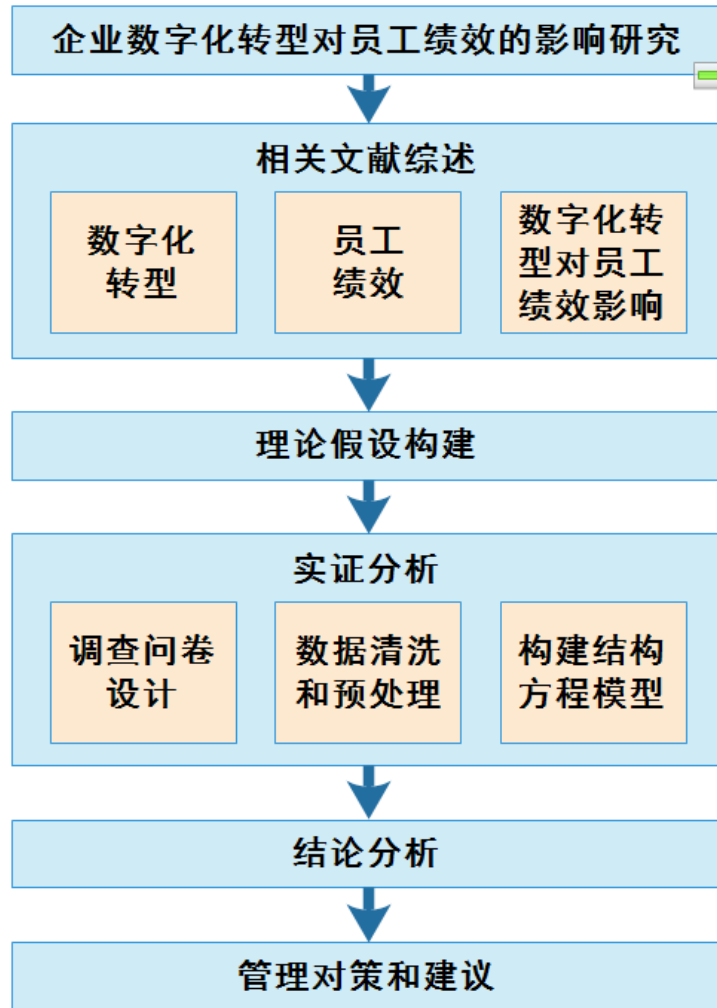 企业数字化转型对员工绩效的影响研究
相关文献综述
数字化
转型
员工
绩效
数字化转
型对员工
绩效影响
理论假设构建
实证分析
调查问卷
设计
数据清洗
和预处理
构建结构
方程模型
结论分析
管理对策和建议